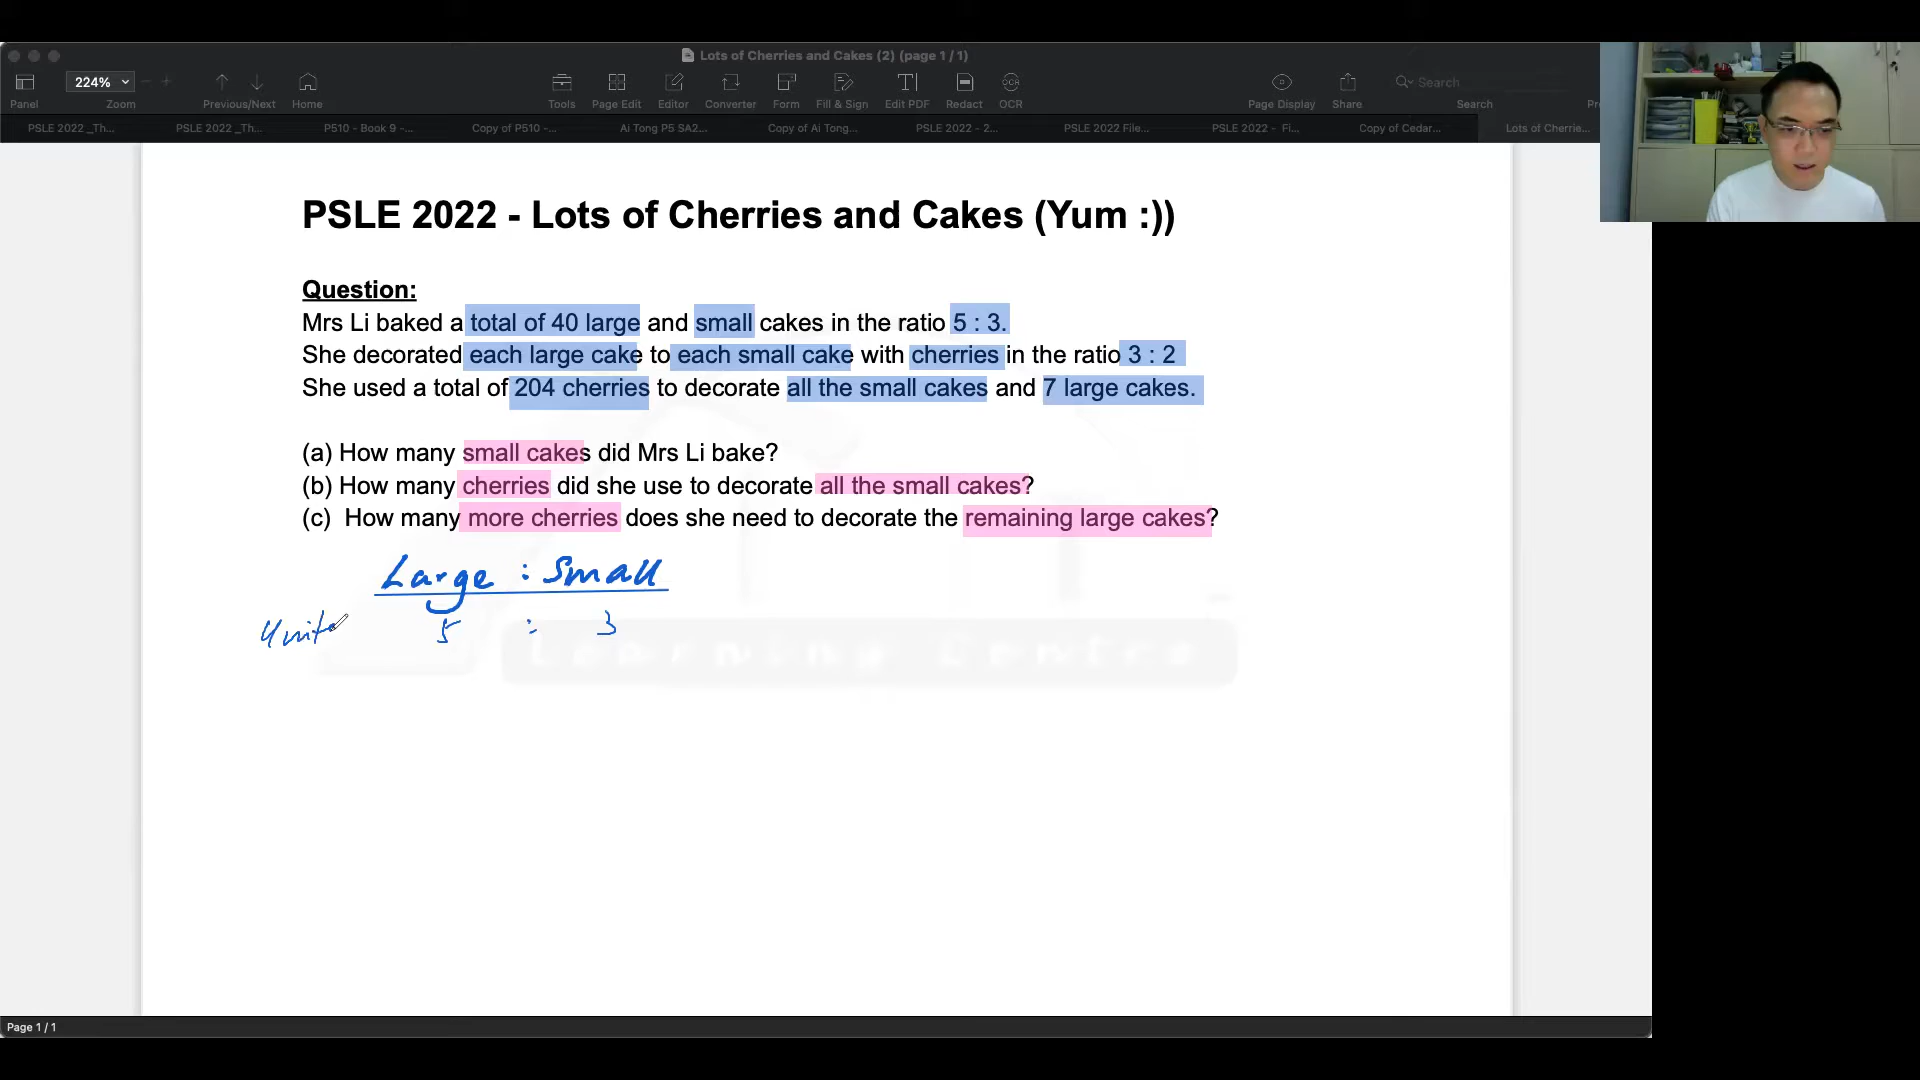 Lots of Cherries and Cakes (2) (page 1 / 1)
224%
Search
Panel
Zoom
Previous/Next
Home
Tools
Page Edit
Editor
Converter
Form
Fill & Sign
Edit PDF
Redact
OCR
Page Display
Share
Search
PSLE 2022 _Th...
PSLE 2022 _Th...
P510 - Book 9 -...
Copy of P510 -...
Ai Tong P5 SA2...
Copy of Ai Tong...
PSLE 2022 - 2...
PSLE 2022 File...
PSLE 2022 - Fi...
Copy of Cedar...
Lots of Cherrie...
PSLE 2022 - Lots of Cherries and Cakes (Yum :))
Question:
Mrs Li baked a total of 40 large and small cakes in the ratio 5 : 3.
She decorated each large cake to each small cake with cherries in the ratio 3 : 2
She used a total of 204 cherries to decorate all the small cakes and 7 large cakes.
(a) How many small cakes did Mrs Li bake?
(b) How many cherries did she use to decorate all the small cakes?
(c) How many more cherries does she need to decorate the remaining large cakes?
Large : Small
Units 5 : 3
Learning Centre
Page 1 / 1